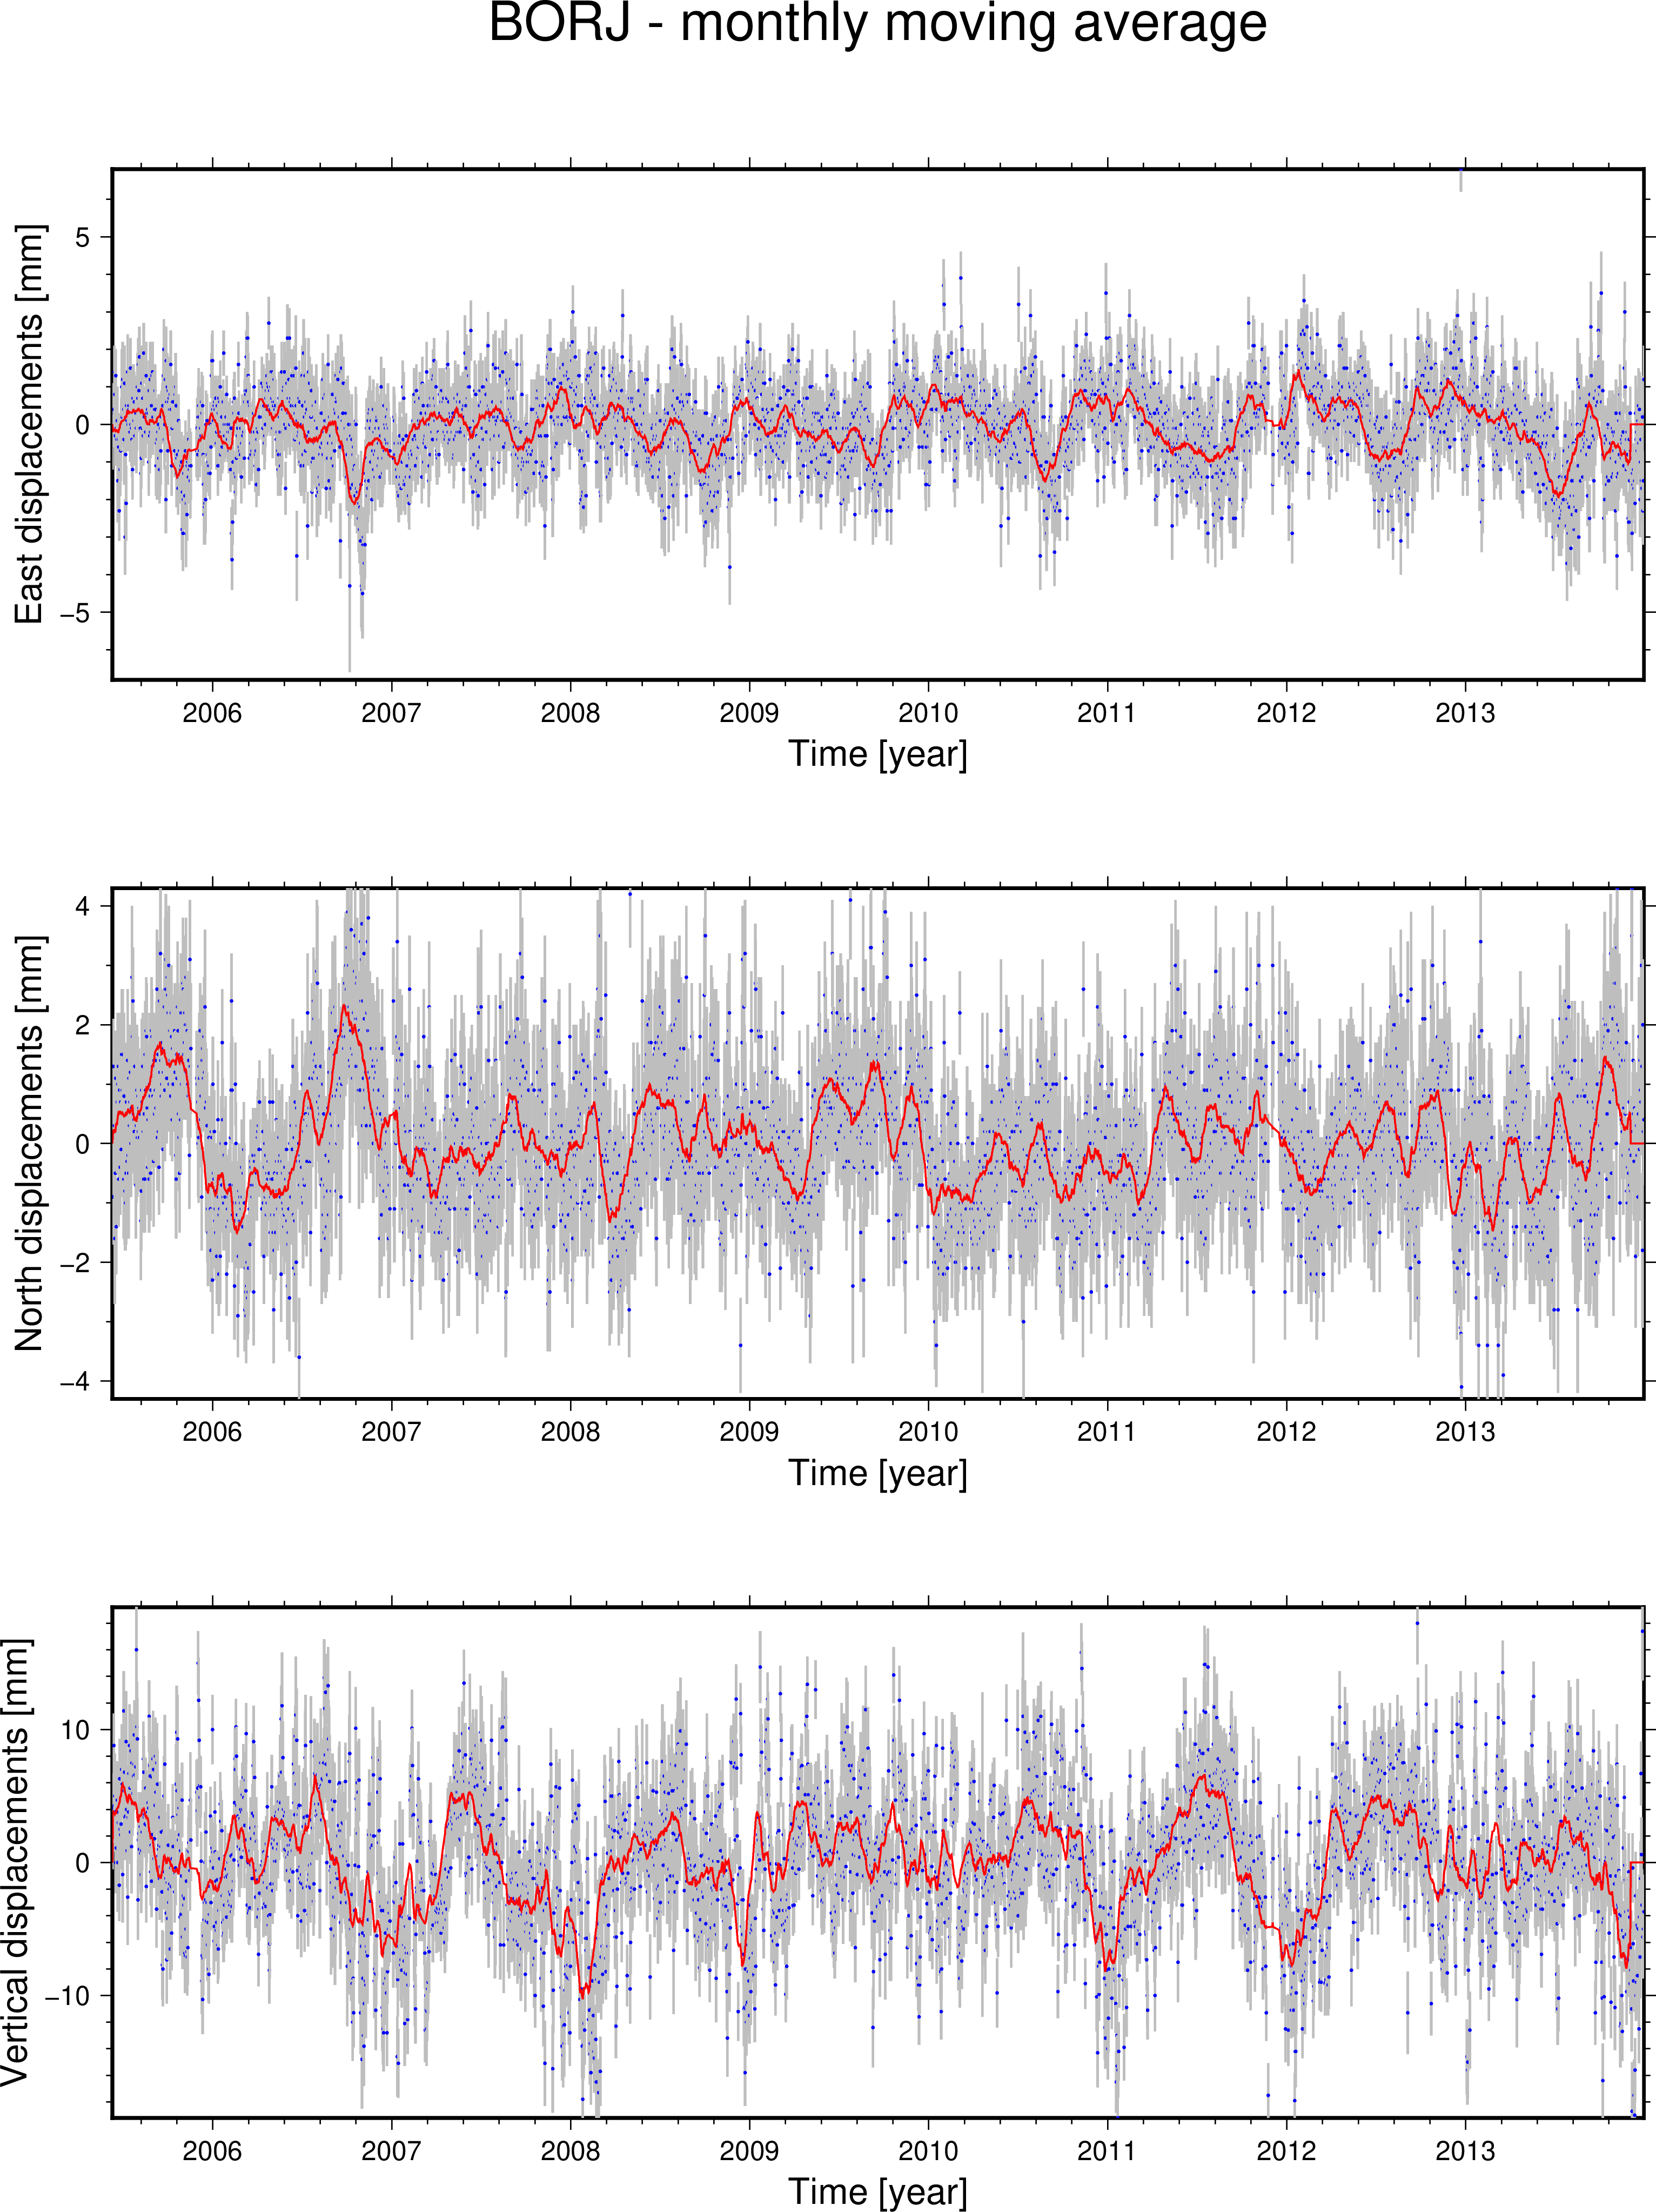 BORJ - monthly moving average
East displacements [mm]
5
0
−5
2006 2007 2008 2009 2010 2011 2012 2013
Time [year]
North displacements [mm]
4
2
0
−2
−4
2006 2007 2008 2009 2010 2011 2012 2013
Time [year]
Vertical displacements [mm]
10
0
−10
2006 2007 2008 2009 2010 2011 2012 2013
Time [year]